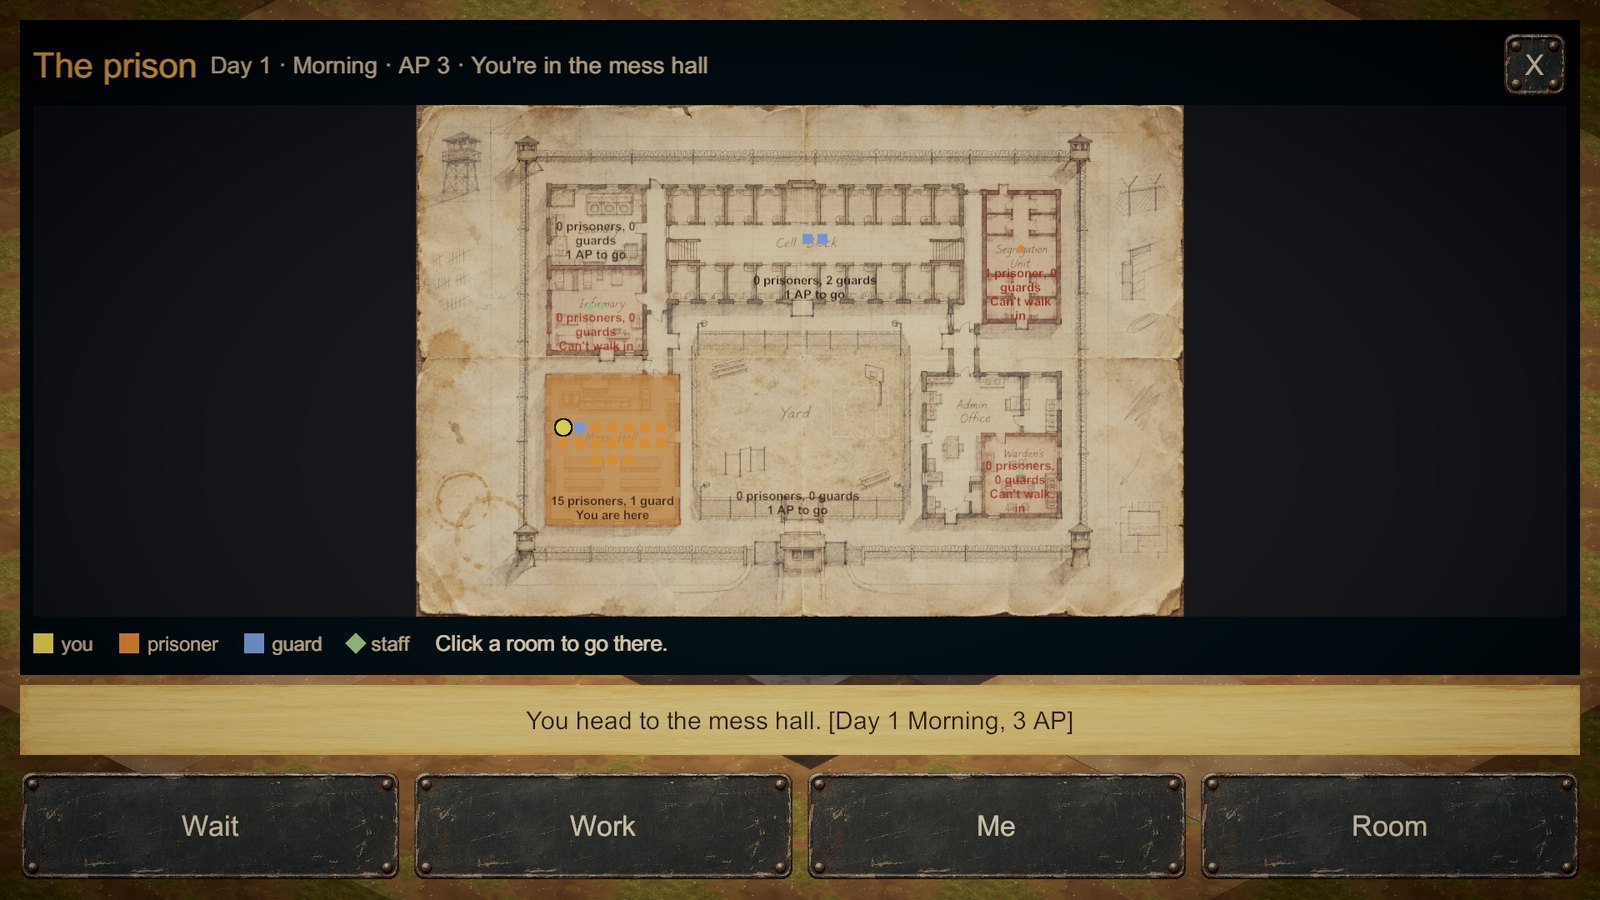 The prison Day 1 · Morning · AP 3 · You're in the mess hall
X
0 prisoners, 0
guards
1 AP to go
Cell Block
0 prisoners, 2 guards
1 AP to go
Segregation
Unit
1 prisoner, 0
guards
Can't walk
in
Infirmary
0 prisoners, 0
guards
Can't walk in
Mess Hall
15 prisoners, 1 guard
You are here
Yard
0 prisoners, 0 guards
1 AP to go
Admin
Office
Warden's
0 prisoners,
0 guards
Can't walk
in
you
prisoner
guard
staff
Click a room to go there.
You head to the mess hall. [Day 1 Morning, 3 AP]
Wait
Work
Me
Room